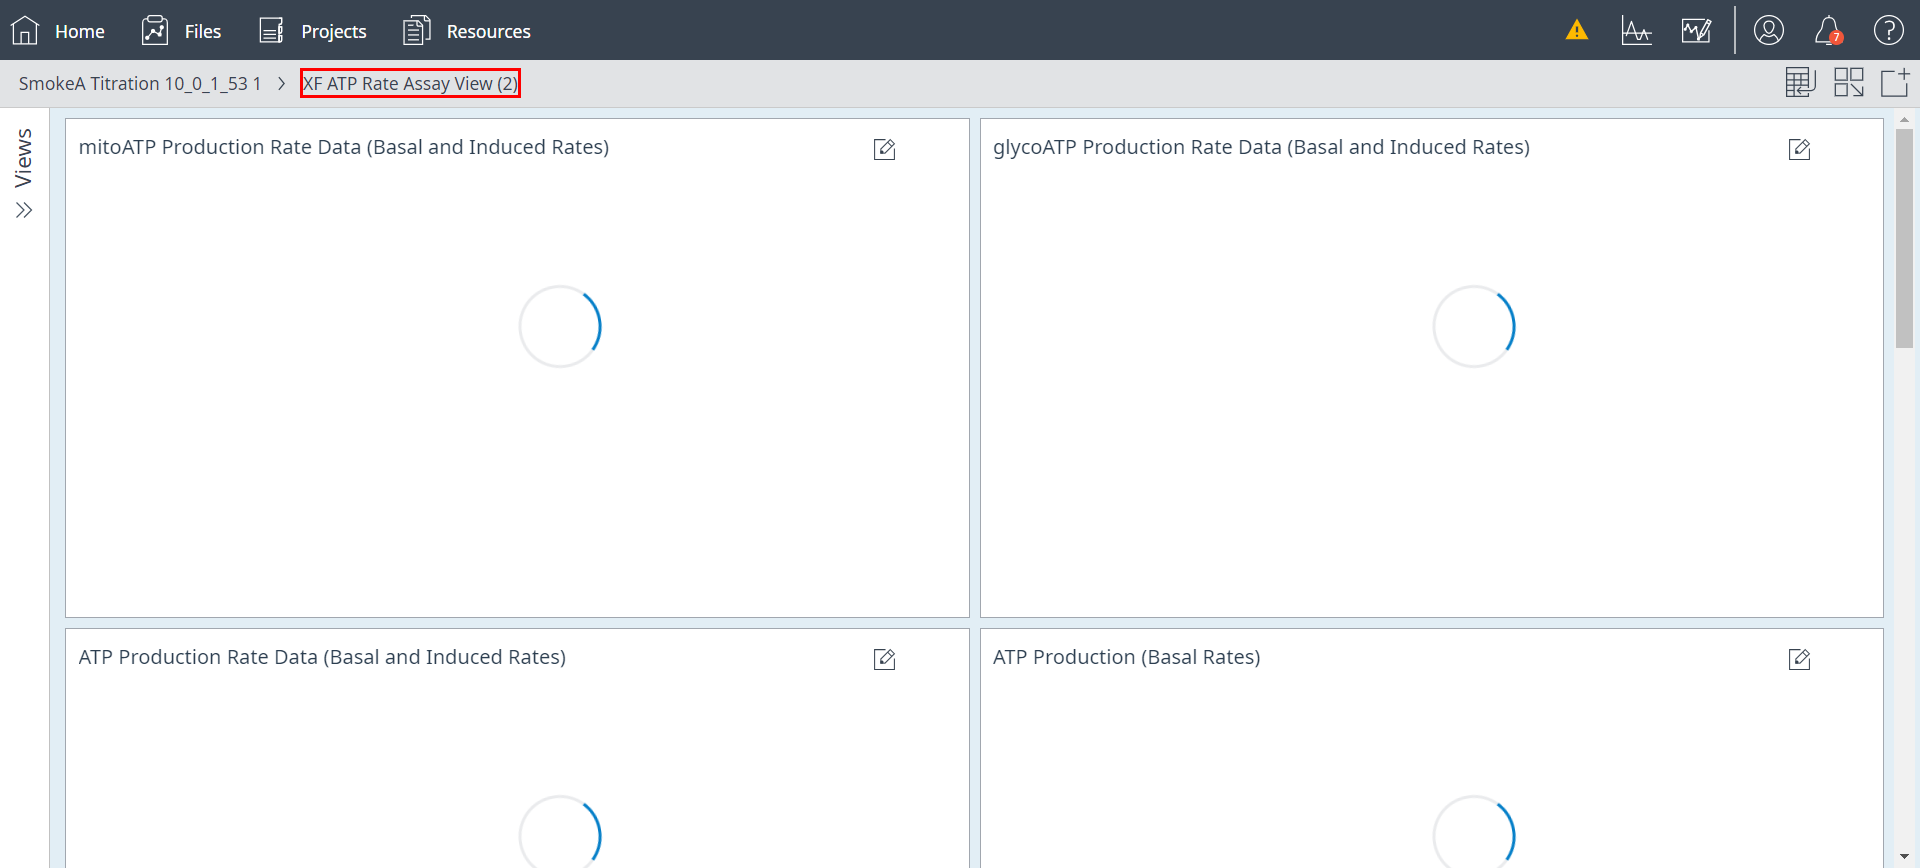 Home Files Projects Resources 7
SmokeA Titration 10_0_1_53 1 > XF ATP Rate Assay View (2)
Views
mitoATP Production Rate Data (Basal and Induced Rates)
glycoATP Production Rate Data (Basal and Induced Rates)
ATP Production Rate Data (Basal and Induced Rates)
ATP Production (Basal Rates)